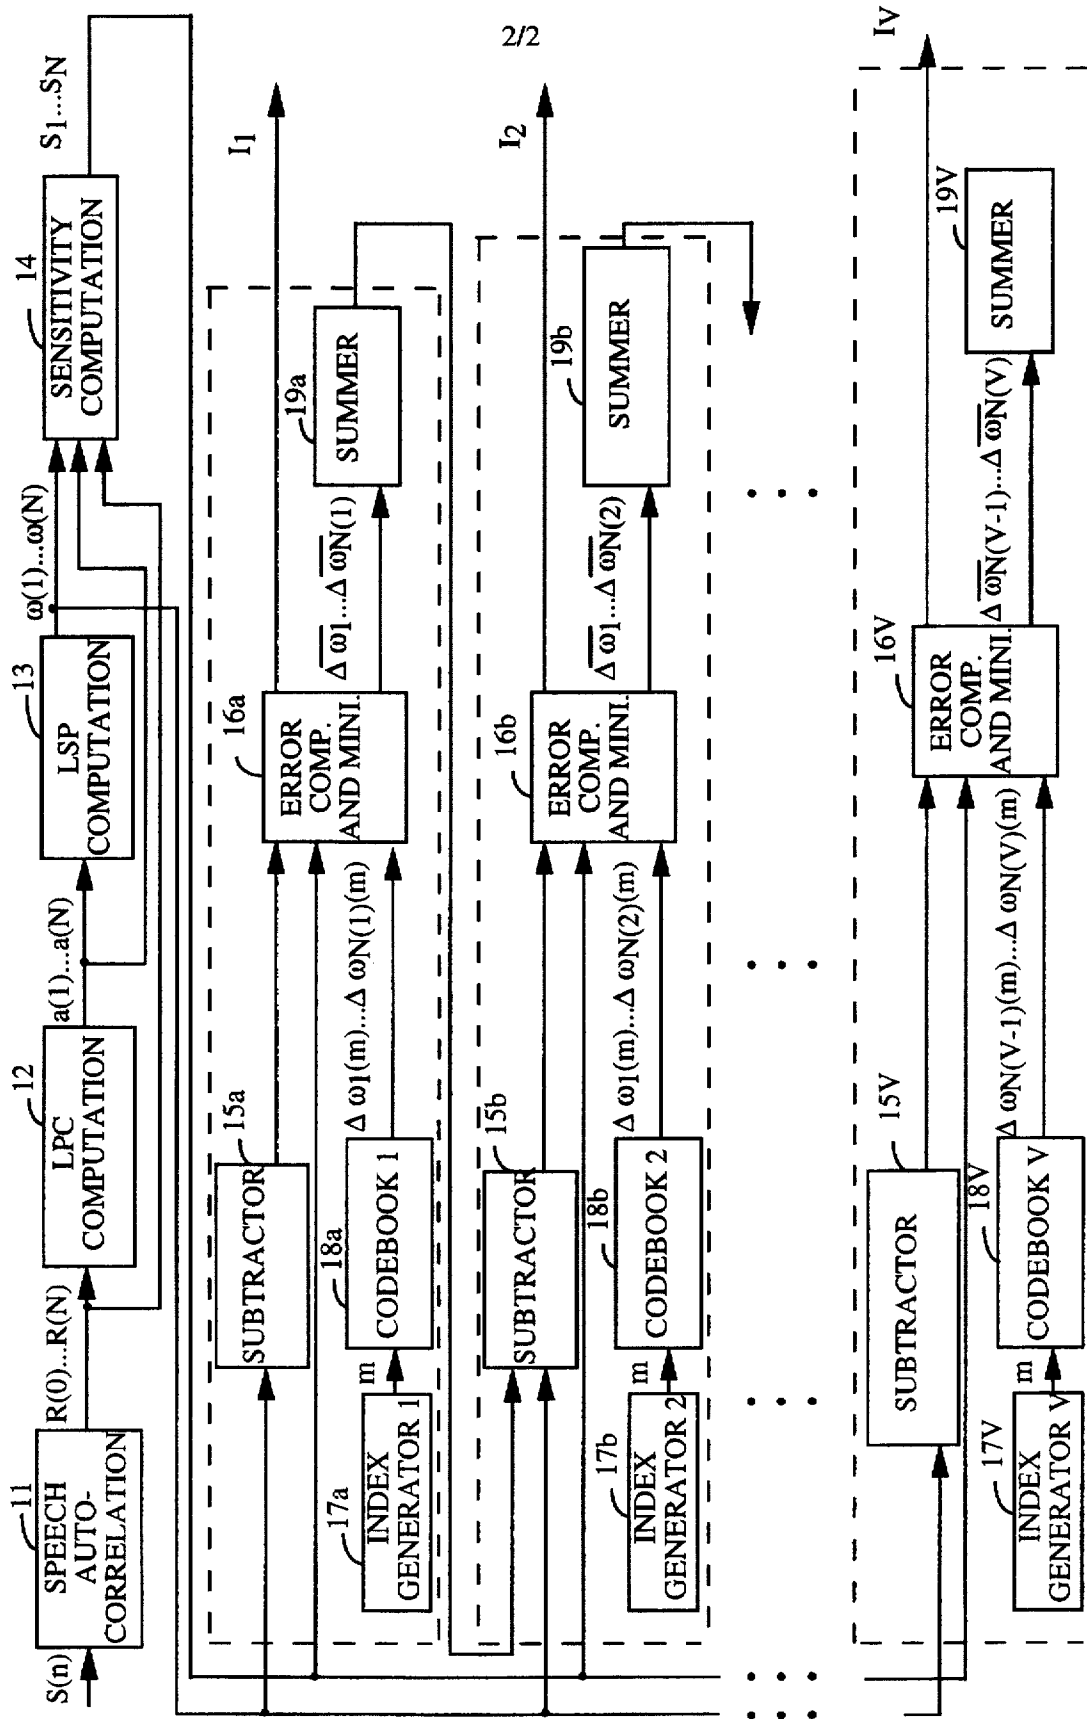 2/2
S(n)
11
SPEECH
AUTO-
CORRELATION
R(0)...R(N)
12
LPC
COMPUTATION
a(1)...a(N)
13
LSP
COMPUTATION
ω(1)...ω(N)
14
SENSITIVITY
COMPUTATION
S1...SN
15a
SUBTRACTOR
16a
ERROR
COMP.
AND MINI.
I1
17a
INDEX
GENERATOR 1
m
18a
CODEBOOK 1
Δ ω1(m)...Δ ωN(1)(m)
Δ ω1...Δ ωN(1)
19a
SUMMER
15b
SUBTRACTOR
16b
ERROR
COMP.
AND MINI.
I2
17b
INDEX
GENERATOR 2
m
18b
CODEBOOK 2
Δ ω1(m)...Δ ωN(2)(m)
Δ ω1...Δ ωN(2)
19b
SUMMER
15V
SUBTRACTOR
16V
ERROR
COMP.
AND MINI.
IV
17V
INDEX
GENERATOR V
m
18V
CODEBOOK V
Δ ωN(V-1)(m)...Δ ωN(V)(m)
Δ ωN(V-1)...Δ ωN(V)
19V
SUMMER